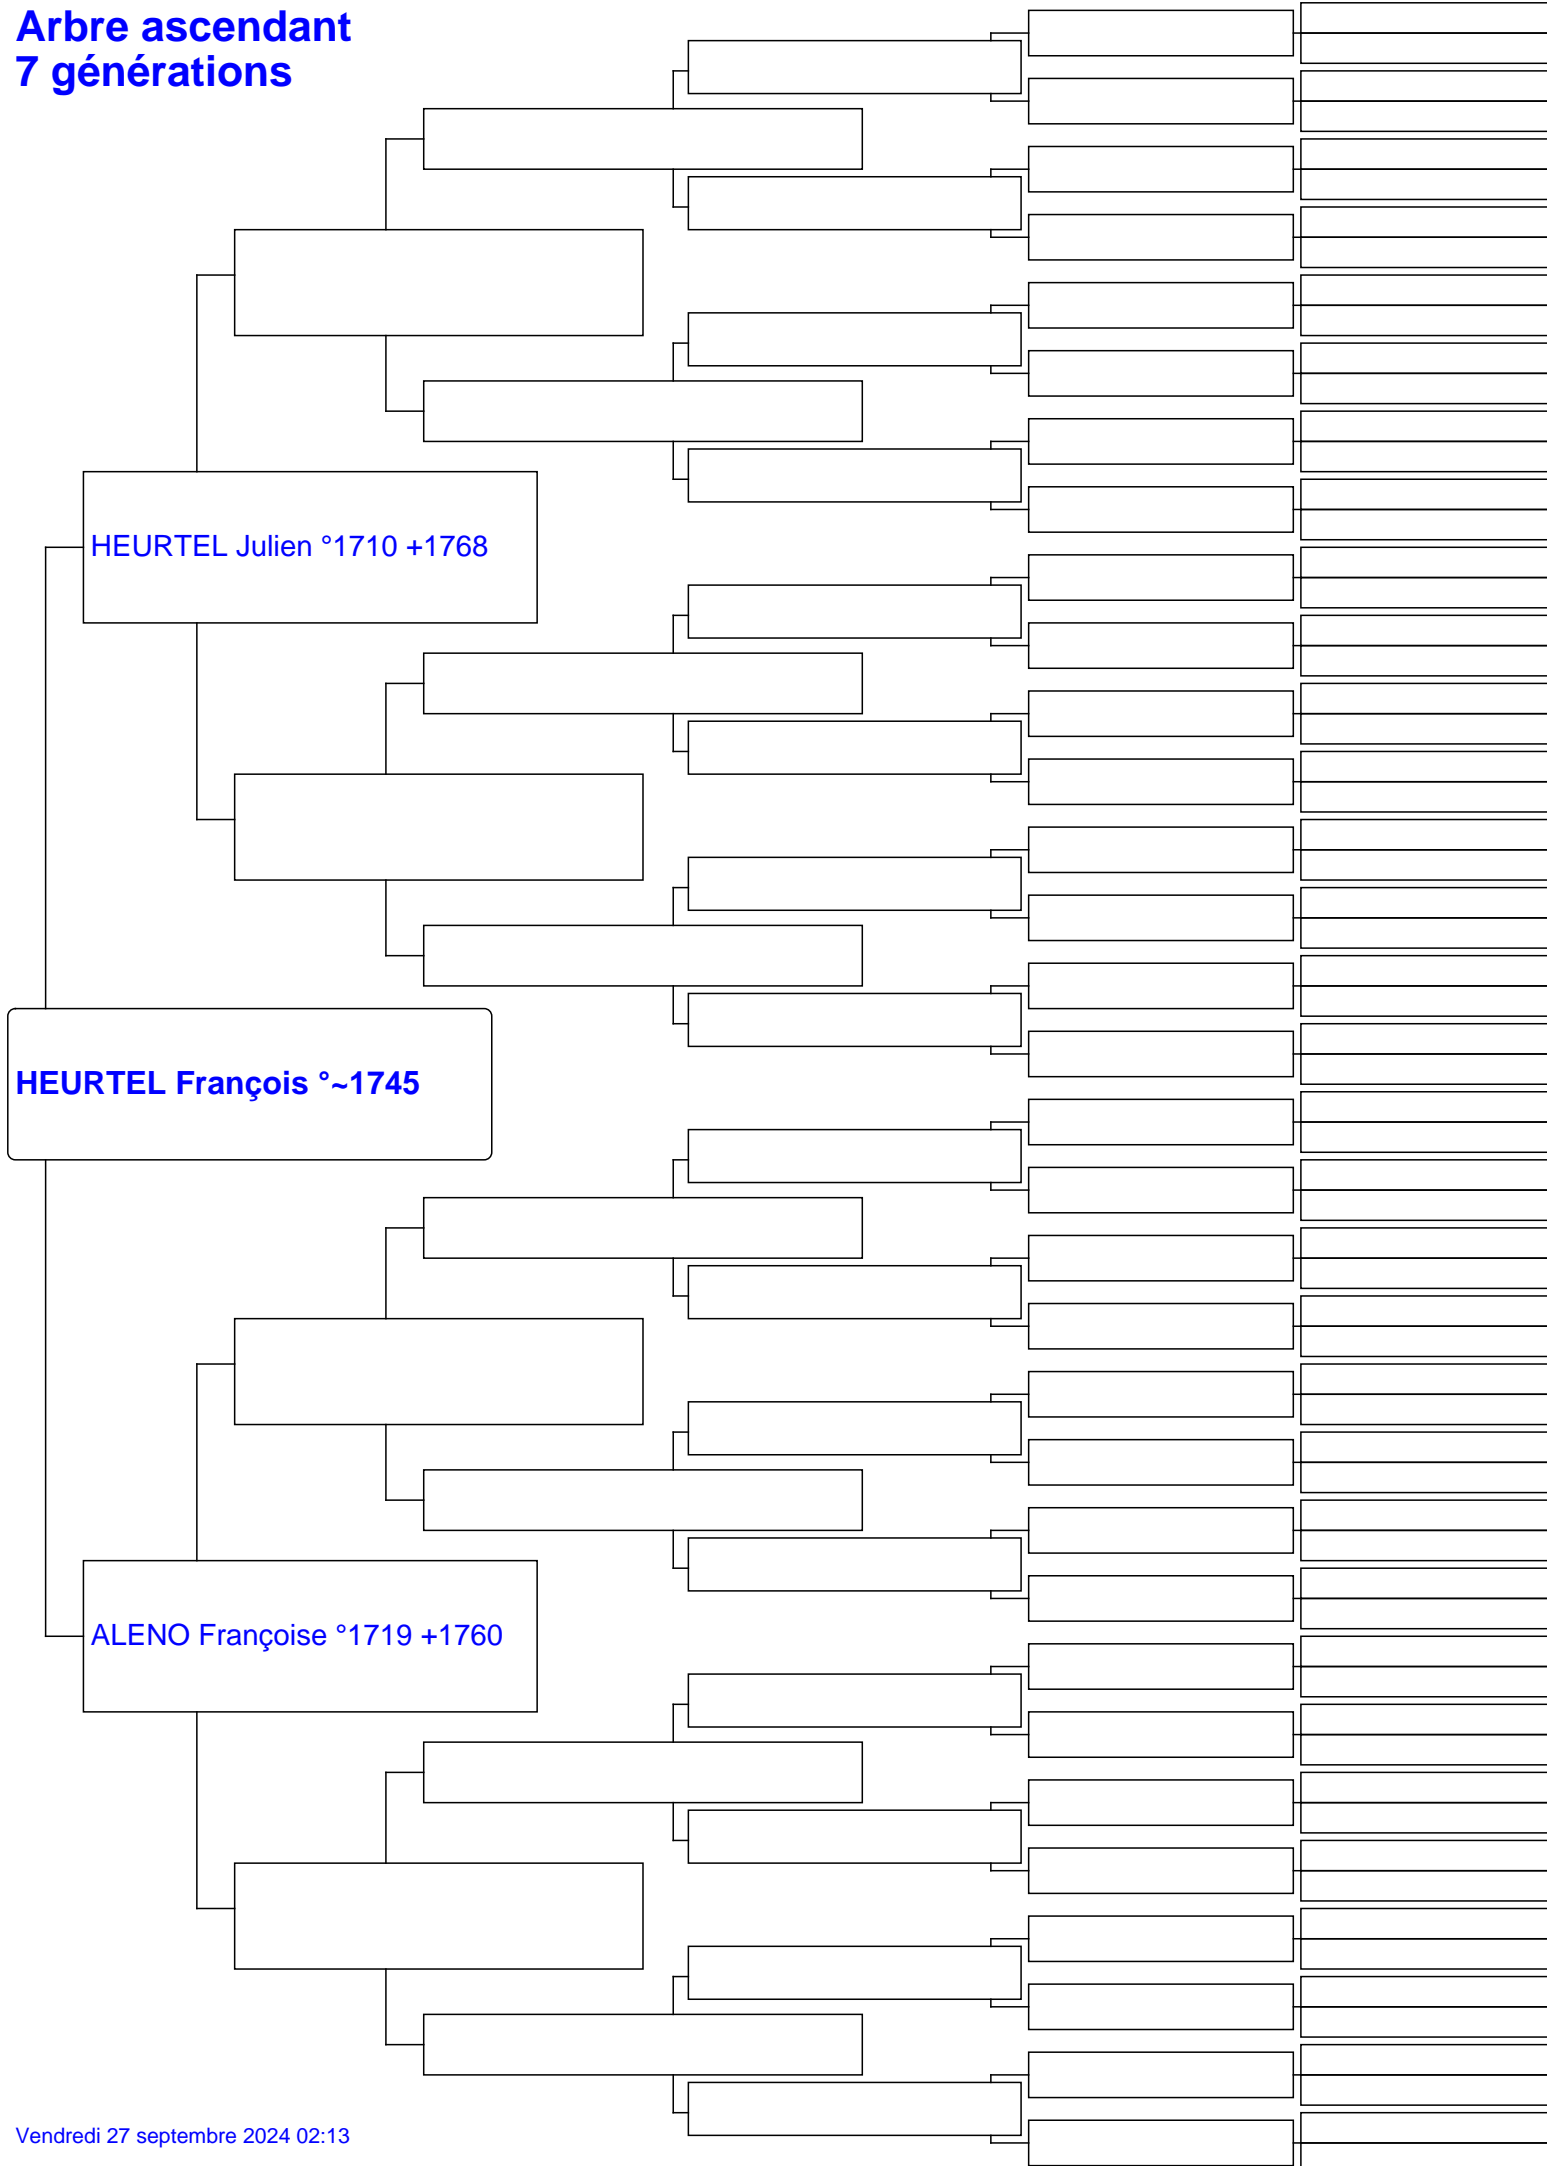 Arbre ascendant
7 générations
HEURTEL Julien °1710 +1768
HEURTEL François °~1745
ALENO Françoise °1719 +1760
Vendredi 27 septembre 2024 02:13